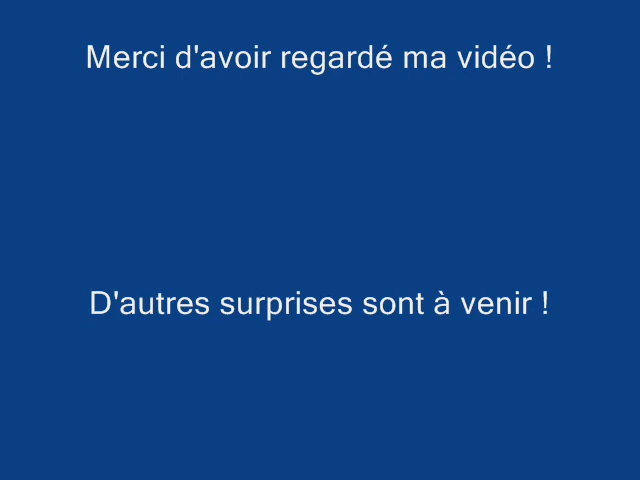 Merci d'avoir regardé ma vidéo !
D'autres surprises sont à venir !